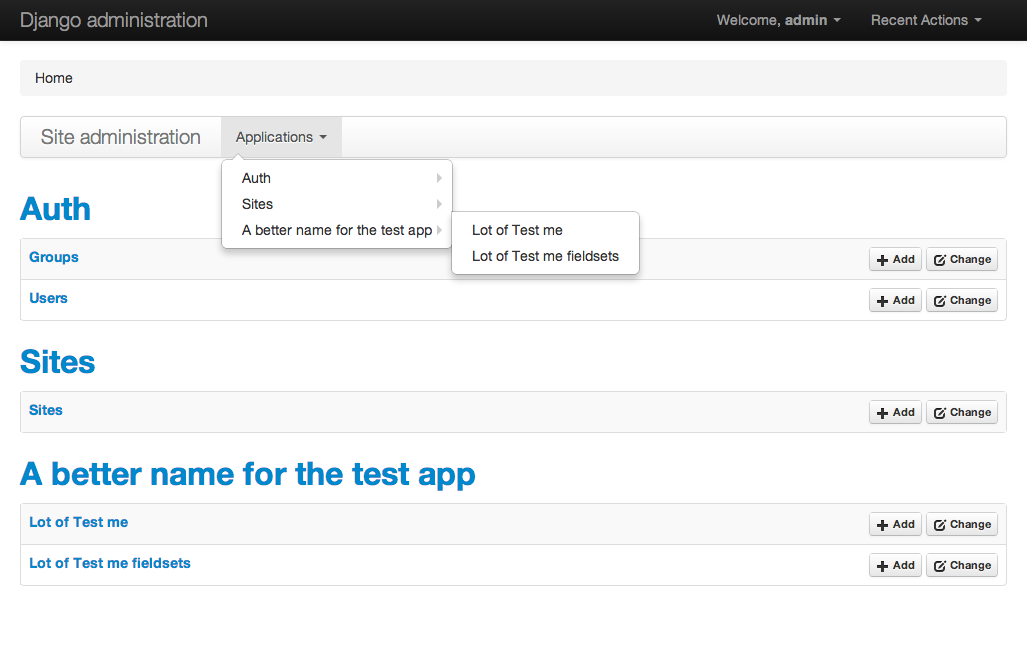 Django administration
Welcome, admin
Recent Actions
Home
Site administration
Applications
Auth
Sites
A better name for the test app
Lot of Test me
Lot of Test me fieldsets
Auth
Groups
Add
Change
Users
Add
Change
Sites
Sites
Add
Change
A better name for the test app
Lot of Test me
Add
Change
Lot of Test me fieldsets
Add
Change